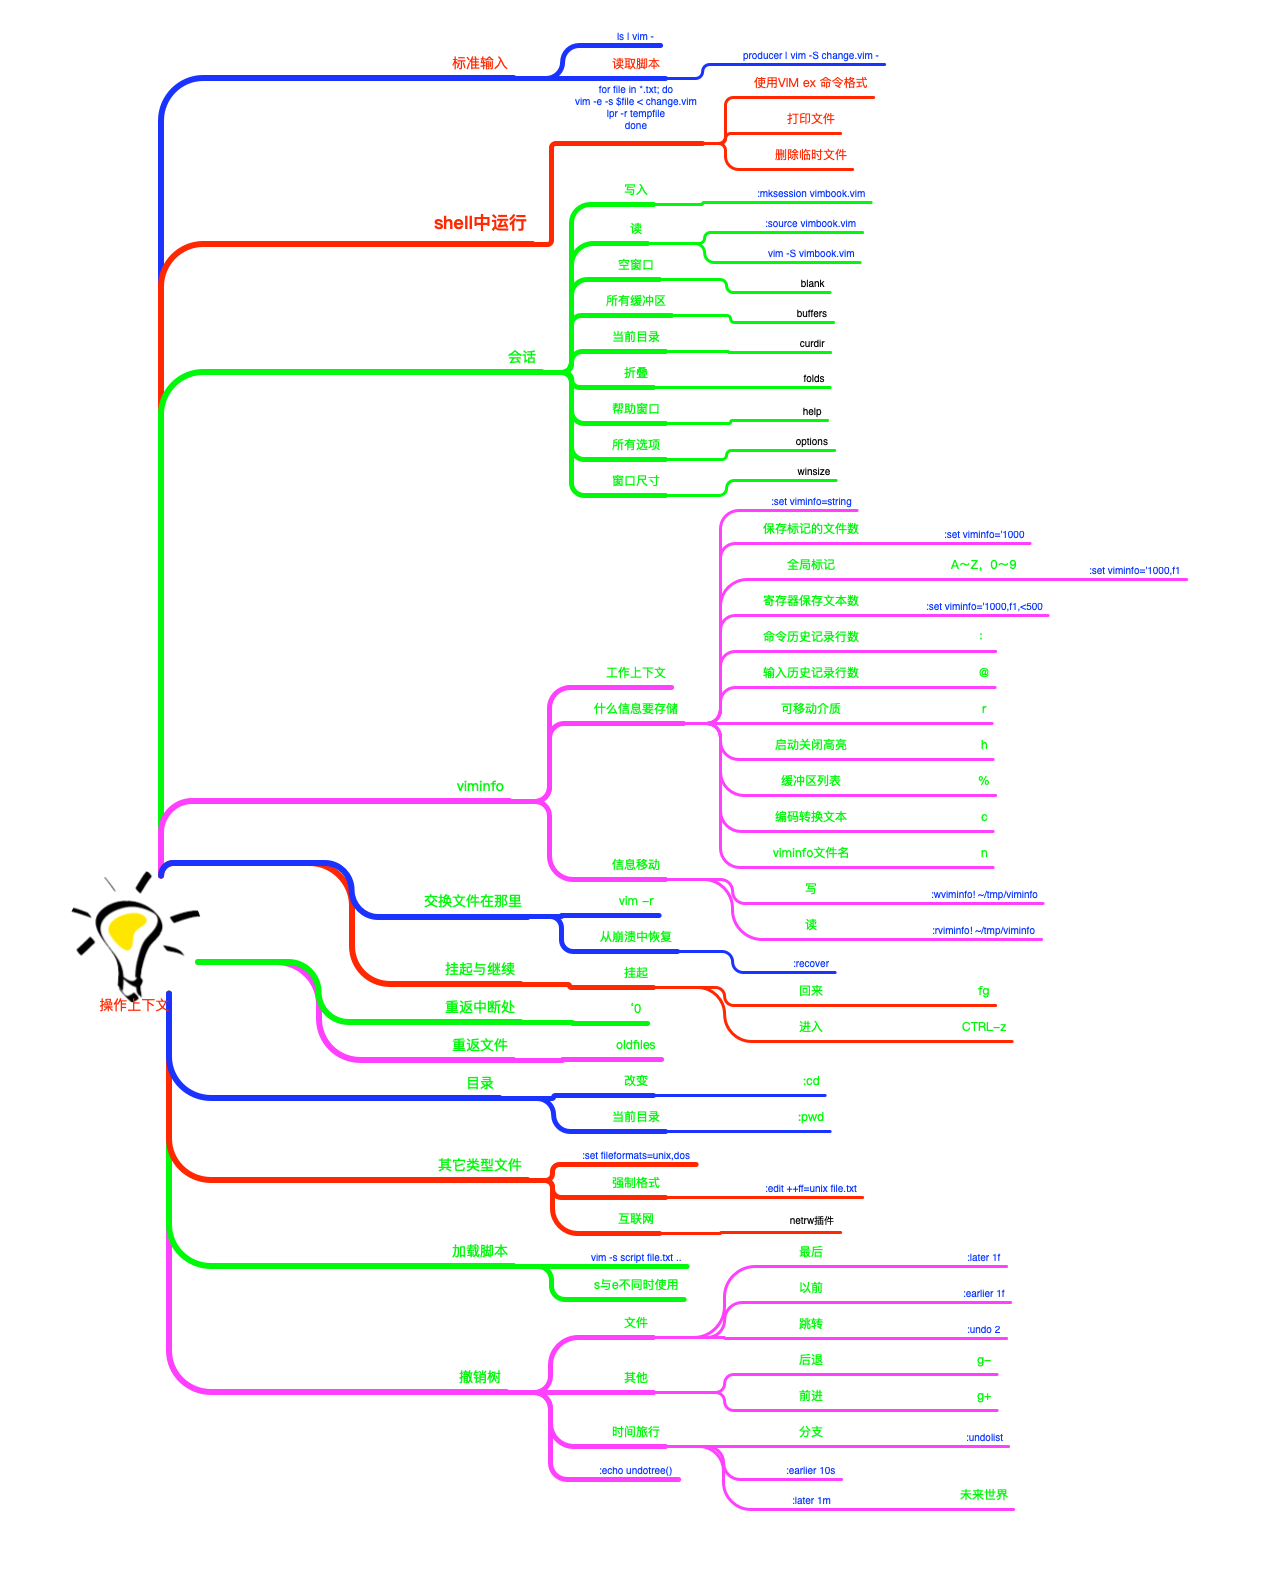 标准输入
ls | vim -
读取脚本
producer | vim -S change.vim -
shell中运行
for file in *.txt; do
vim -e -s $file < change.vim
lpr -r tempfile
done
使用VIM ex 命令格式
打印文件
删除临时文件
会话
写入
:mksession vimbook.vim
读
:source vimbook.vim
vim -S vimbook.vim
空窗口
blank
所有缓冲区
buffers
当前目录
curdir
折叠
folds
帮助窗口
help
所有选项
options
窗口尺寸
winsize
viminfo
工作上下文
什么信息要存储
:set viminfo=string
保存标记的文件数
:set viminfo='1000
全局标记
A～Z，0～9
:set viminfo='1000,f1
寄存器保存文本数
:set viminfo='1000,f1,<500
命令历史记录行数
:
输入历史记录行数
@
可移动介质
r
启动关闭高亮
h
缓冲区列表
%
编码转换文本
c
viminfo文件名
n
信息移动
写
:wviminfo! ~/tmp/viminfo
读
:rviminfo! ~/tmp/viminfo
操作上下文
交换文件在那里
vim -r
从崩溃中恢复
:recover
挂起与继续
挂起
回来
fg
进入
CTRL-z
重返中断处
‘0
重返文件
oldfiles
目录
改变
:cd
当前目录
:pwd
其它类型文件
:set fileformats=unix,dos
强制格式
:edit ++ff=unix file.txt
互联网
netrw插件
加载脚本
vim -s script file.txt ..
s与e不同时使用
撤销树
文件
最后
:later 1f
以前
:earlier 1f
跳转
:undo 2
其他
后退
g-
前进
g+
时间旅行
分支
:undolist
:earlier 10s
:later 1m
未来世界
:echo undotree()